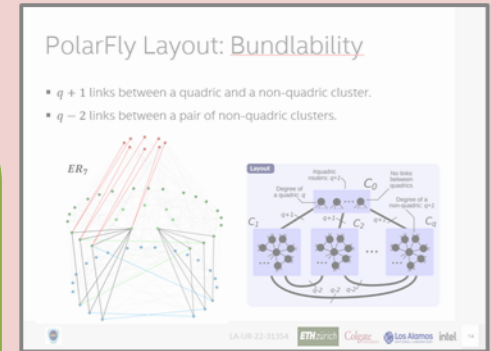 PolarFly Layout: Bundlability
▪ q + 1 links between a quadric and a non-quadric cluster.
▪ q − 2 links between a pair of non-quadric clusters.
ER₇
Layout
#quadric routers: q+1
C₀
No links between quadrics
Degree of a quadric: q
Degree of a non-quadric: q+1
C₁
q+1
q+1
C₂
q+1
C_q
...
...
q-2
q-2
q-2
LA-UR-22-31354
ETH zürich
Colgate
Los Alamos
intel
14